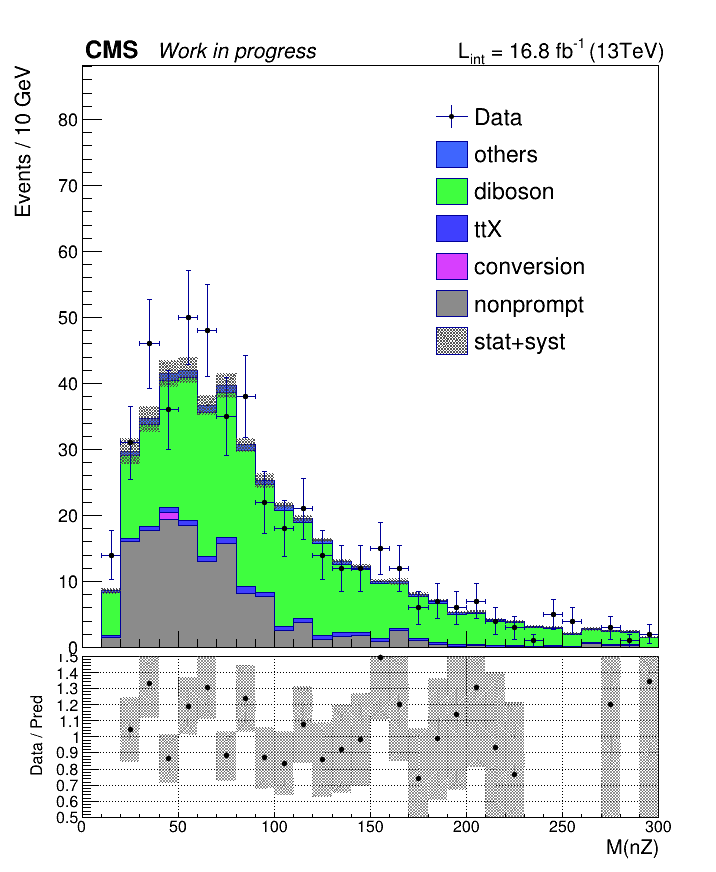 CMS Work in progress L_int = 16.8 fb^-1 (13TeV)
Events / 10 GeV
80
70
60
50
40
30
20
10
0
Data
others
diboson
ttX
conversion
nonprompt
stat+syst
Data / Pred
1.5
1.4
1.3
1.2
1.1
1
0.9
0.8
0.7
0.6
0.5
0 50 100 150 200 250 300
M(nZ)